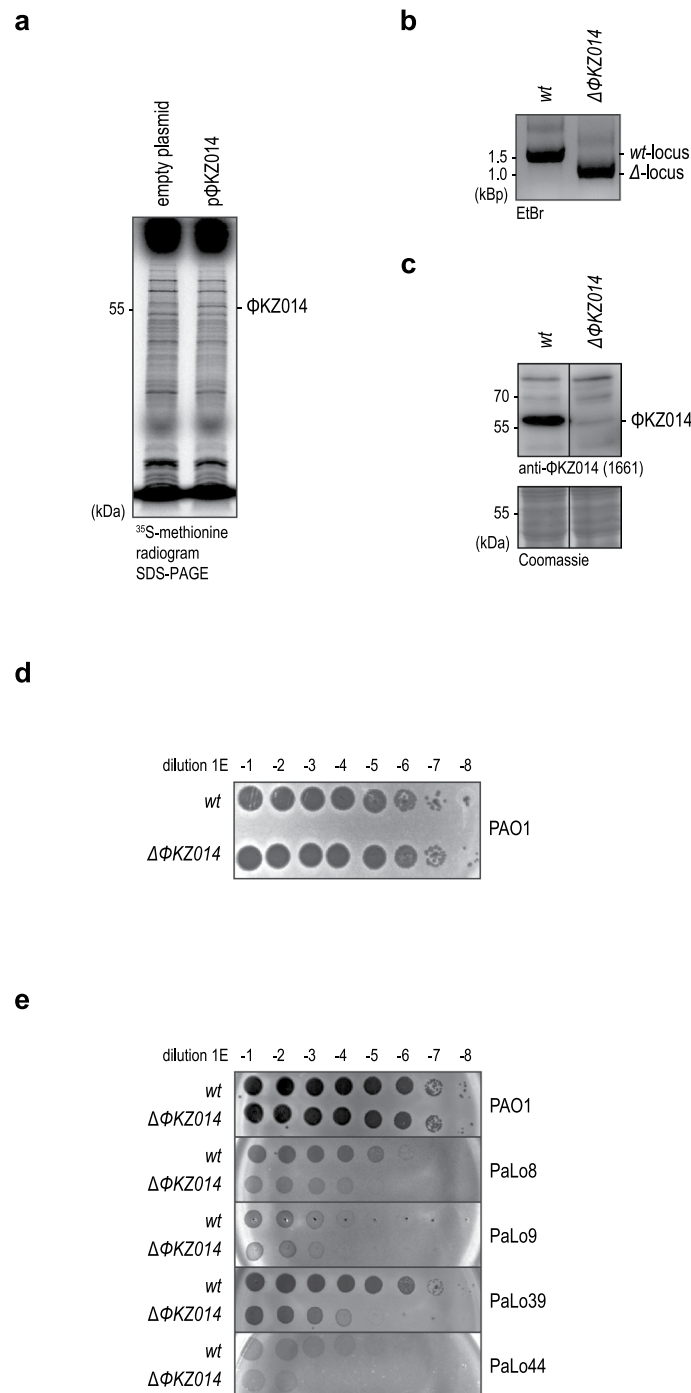 a
empty plasmid
pΦKZ014
55
ΦKZ014
(kDa)
³⁵S-methionine
radiogram
SDS-PAGE
b
wt
ΔΦKZ014
1.5
1.0
(kBp)
wt-locus
Δ-locus
EtBr
c
wt
ΔΦKZ014
70
55
ΦKZ014
anti-ΦKZ014 (1661)
55
(kDa)
Coomassie
d
dilution 1E -1 -2 -3 -4 -5 -6 -7 -8
wt
ΔΦKZ014
PAO1
e
dilution 1E -1 -2 -3 -4 -5 -6 -7 -8
wt
ΔΦKZ014
PAO1
wt
ΔΦKZ014
PaLo8
wt
ΔΦKZ014
PaLo9
wt
ΔΦKZ014
PaLo39
wt
ΔΦKZ014
PaLo44